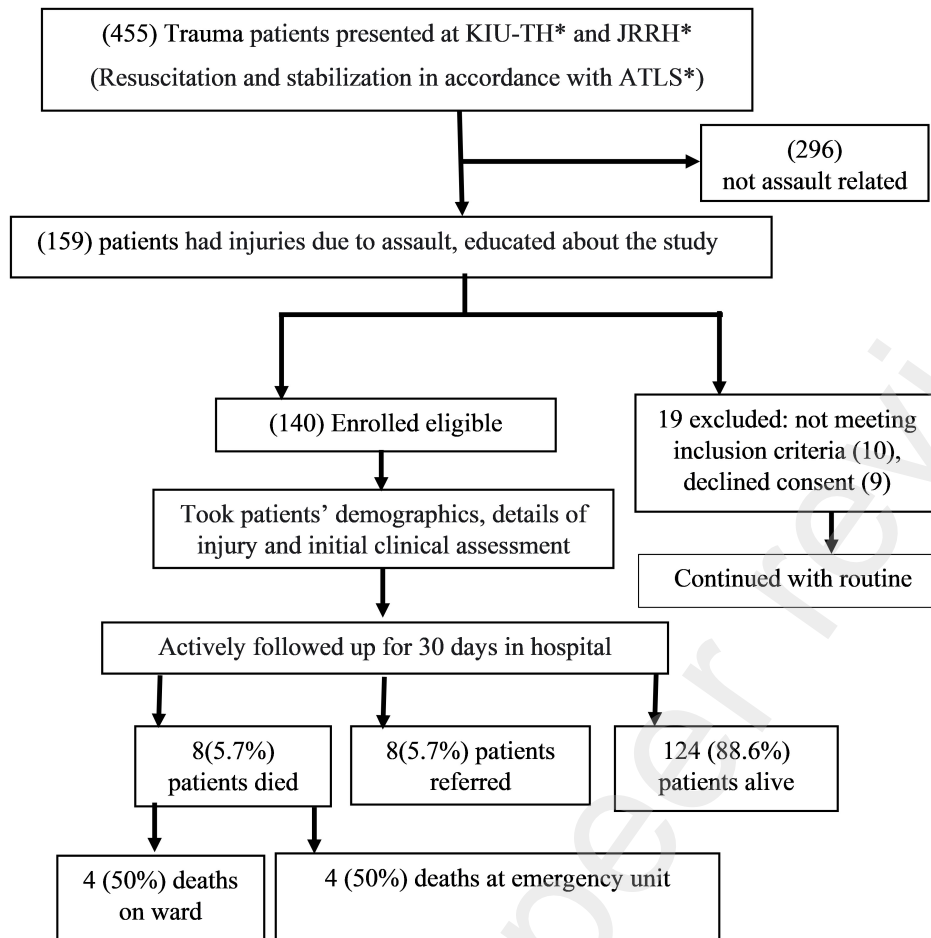 (455) Trauma patients presented at KIU-TH* and JRRH*
(Resuscitation and stabilization in accordance with ATLS*)
(296)
not assault related
(159) patients had injuries due to assault, educated about the study
(140) Enrolled eligible
19 excluded: not meeting
inclusion criteria (10),
declined consent (9)
Took patients’ demographics, details of
injury and initial clinical assessment
Continued with routine
Actively followed up for 30 days in hospital
8(5.7%)
patients died
8(5.7%) patients
referred
124 (88.6%)
patients alive
4 (50%) deaths
on ward
4 (50%) deaths at emergency unit
peer revi